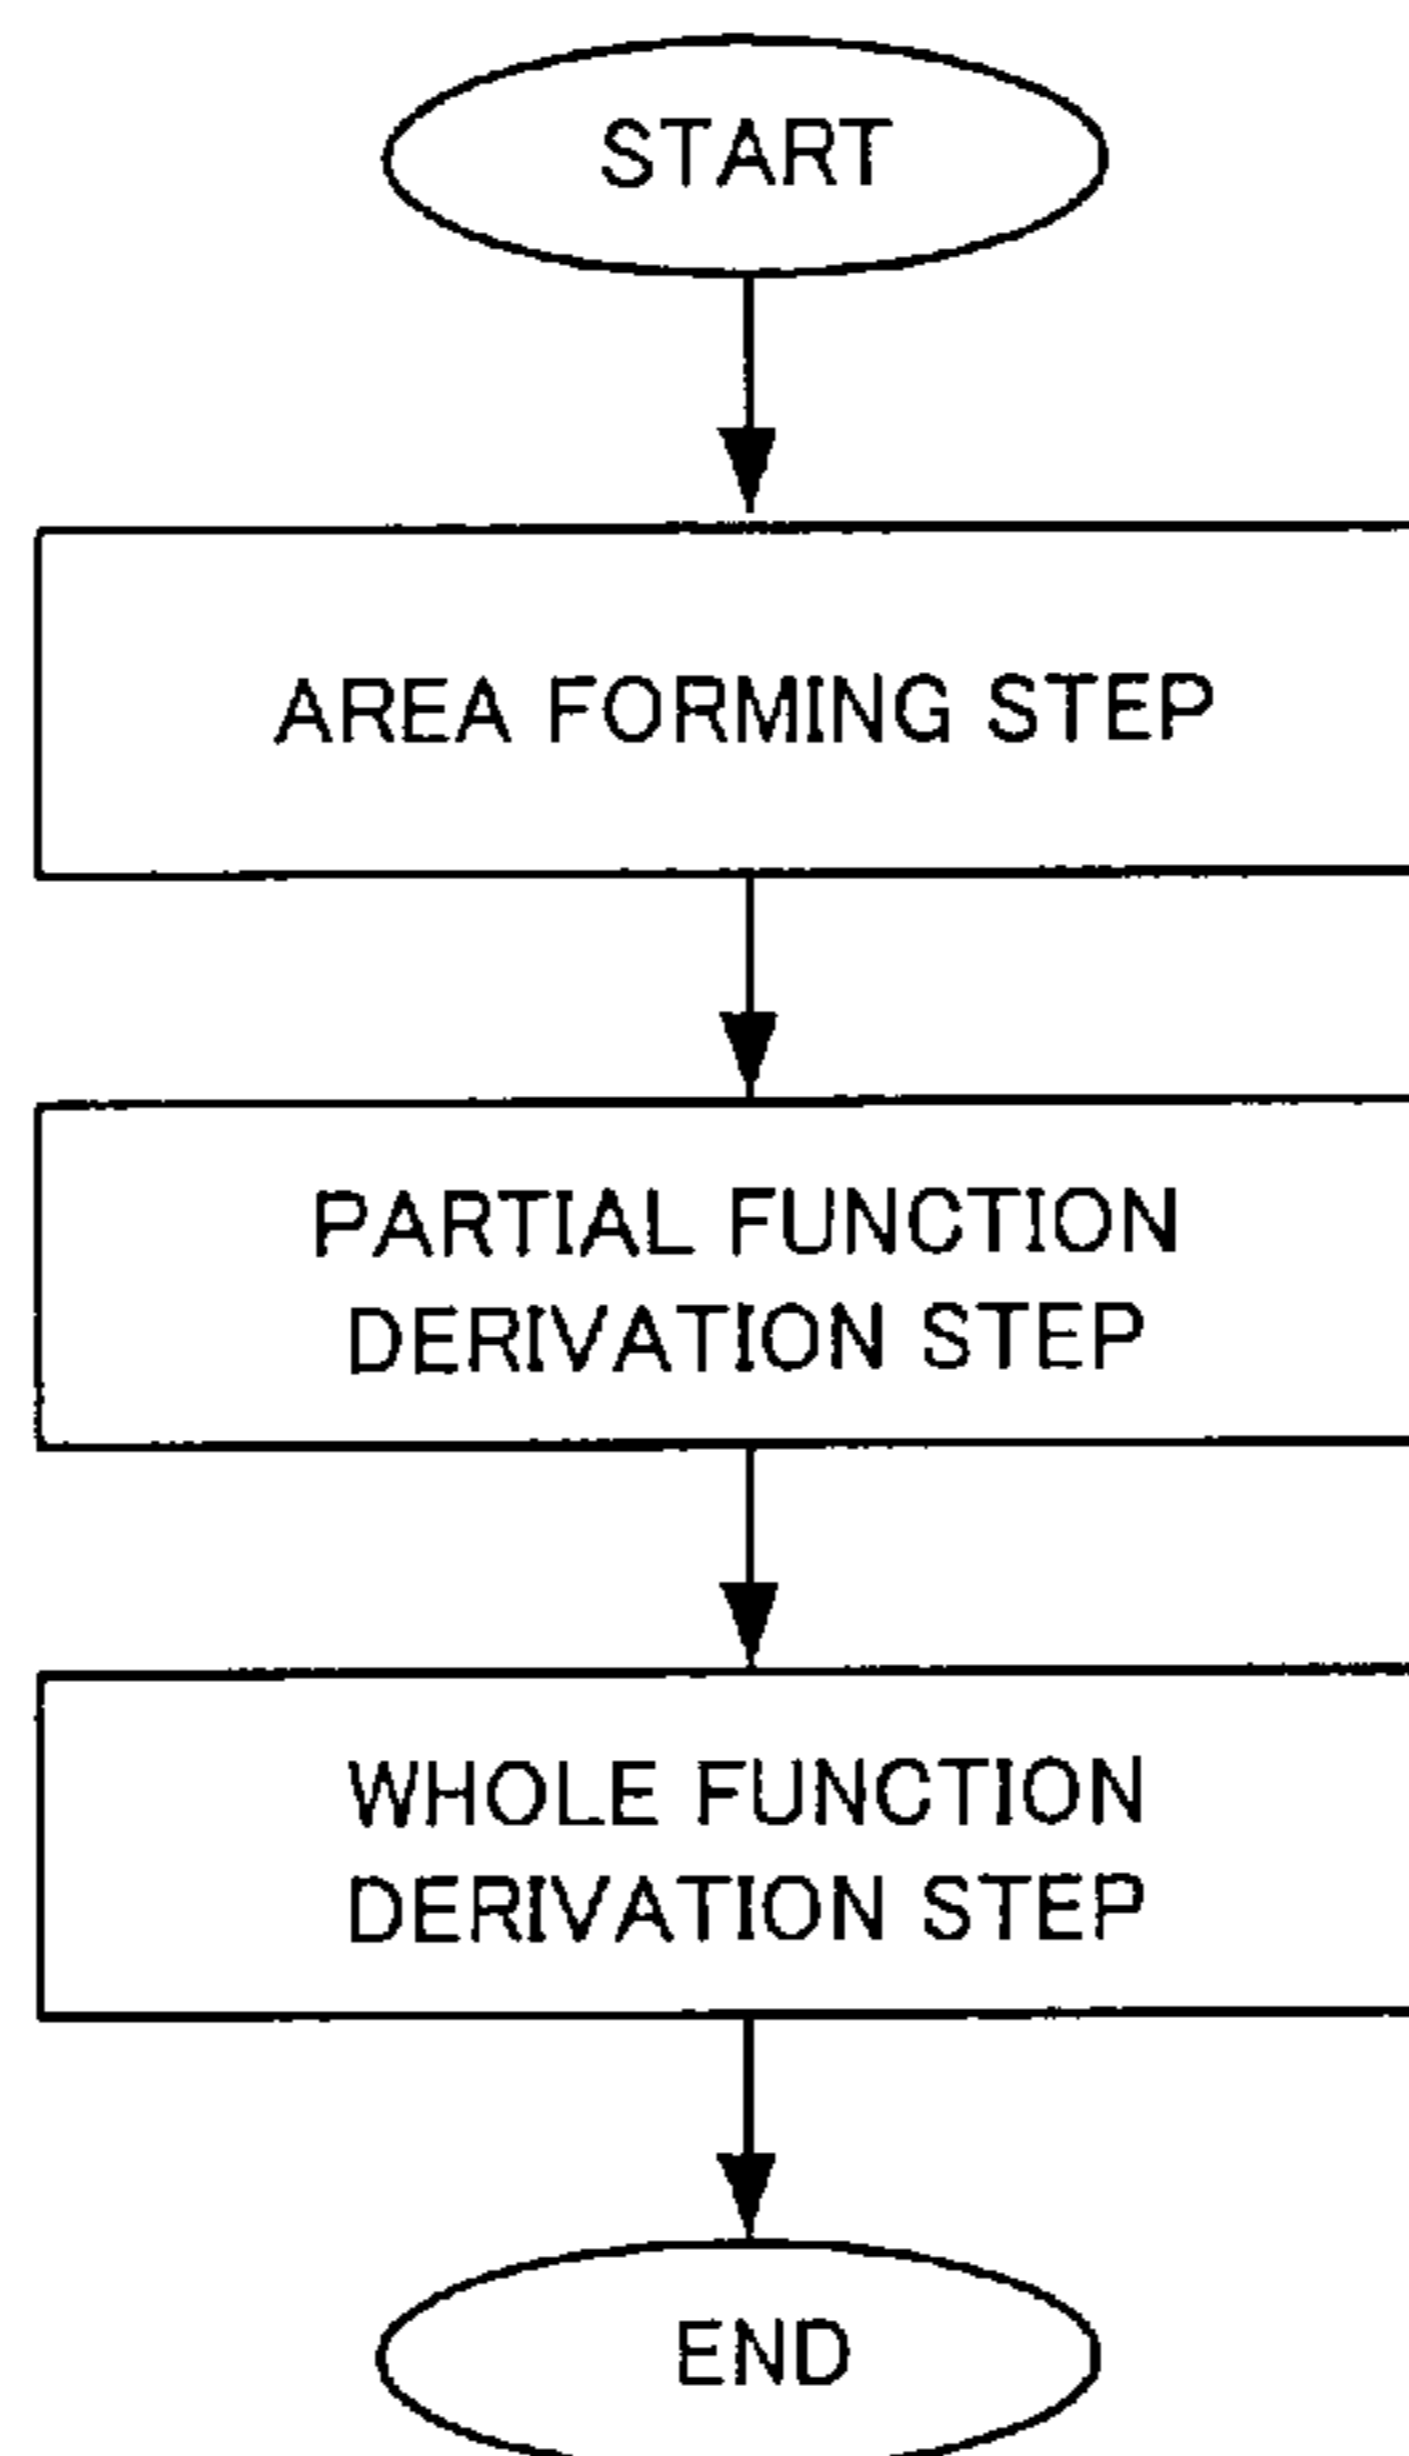 START
AREA FORMING STEP
PARTIAL FUNCTION
DERIVATION STEP
WHOLE FUNCTION
DERIVATION STEP
END